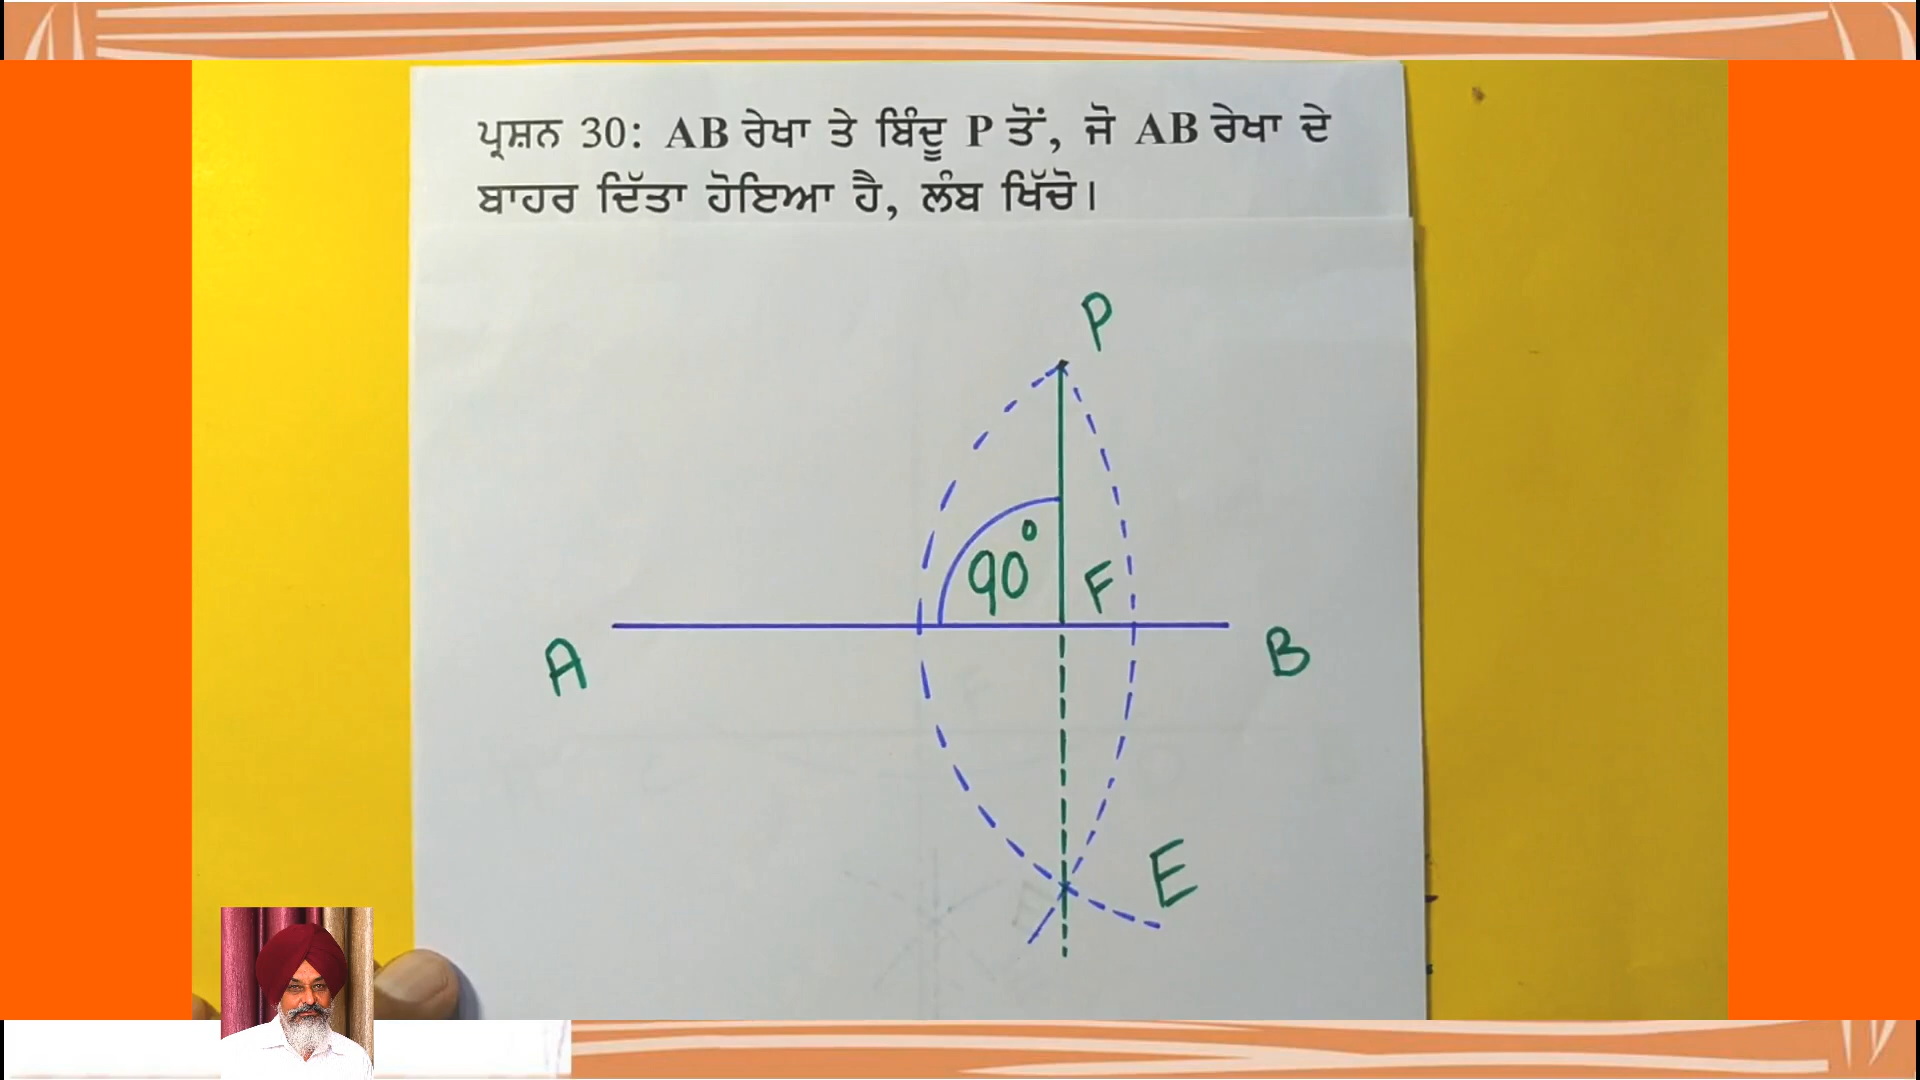 ਪ੍ਰਸ਼ਨ 30: AB ਰੇਖਾ ਤੇ ਬਿੰਦੂ P ਤੋਂ, ਜੋ AB ਰੇਖਾ ਦੇ
ਬਾਹਰ ਦਿੱਤਾ ਹੋਇਆ ਹੈ, ਲੰਬ ਖਿੱਚੋ।
P
90° F
A B
E